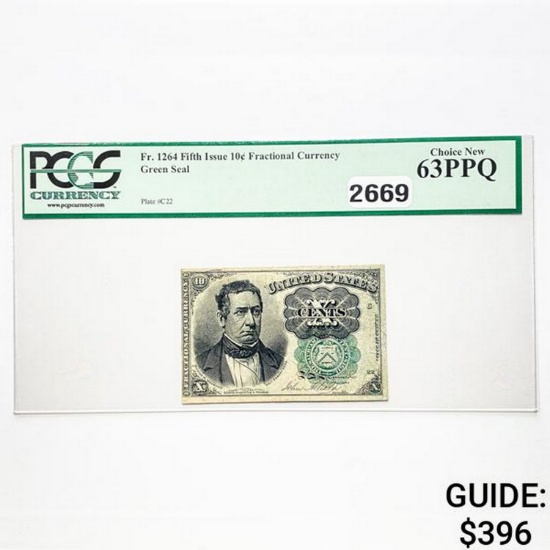 PCGS
CURRENCY
www.pcgscurrency.com
Fr. 1264 Fifth Issue 10¢ Fractional Currency
Green Seal
Plate #C22
2669
Choice New
63PPQ
10
UNITED STATES
X
CENTS
FRACTIONAL CURRENCY
X
X
GUIDE:
$396